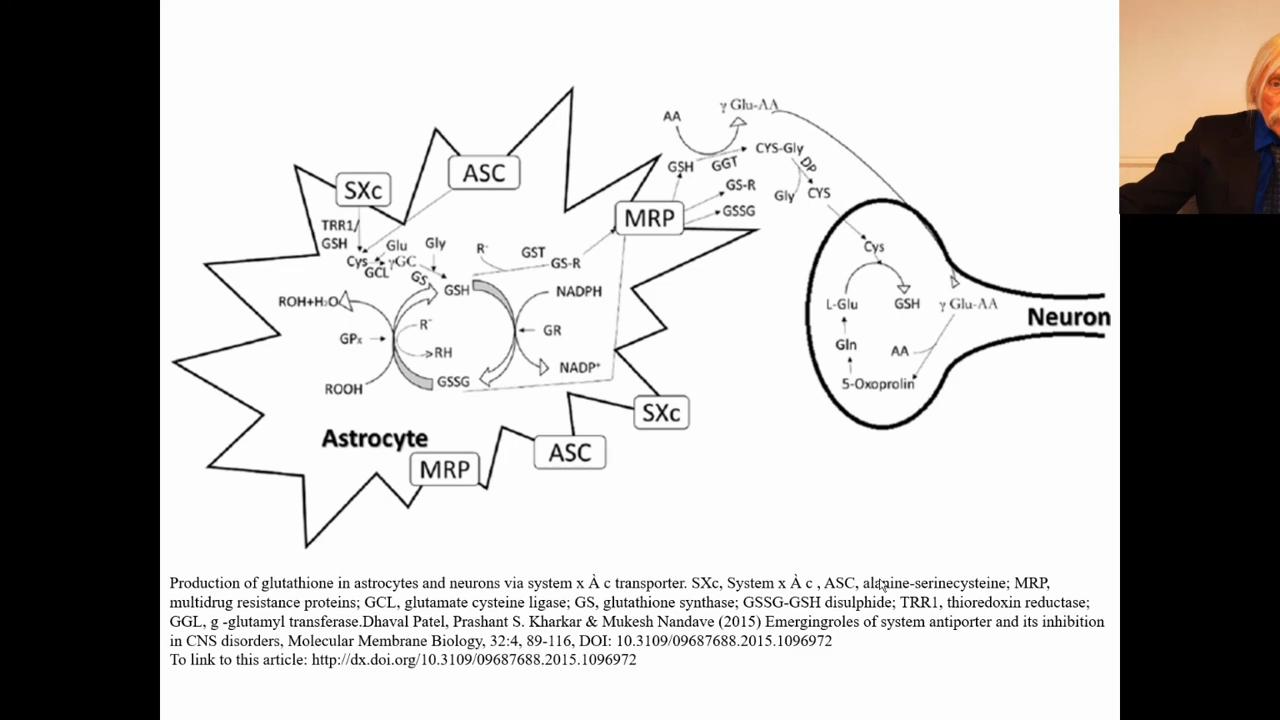 γ Glu-AA
AA
CYS-Gly
GSH
GGT
DP
ASC
SXc
GS-R
Gly
CYS
GSSG
MRP
TRR1/
GSH
Glu
Gly
Cys
γGC
GCL
GS
R⁻
GST
GS-R
GSH
NADPH
ROH+H₂O
R⁻
GPx
GR
RH
NADP⁺
ROOH
GSSG
Cys
L-Glu
GSH
γ Glu-AA
Neuron
Gln
AA
5-Oxoprolin
SXc
Astrocyte
ASC
MRP
Production of glutathione in astrocytes and neurons via system x À c transporter. SXc, System x À c , ASC, alanine-serinecysteine; MRP,
multidrug resistance proteins; GCL, glutamate cysteine ligase; GS, glutathione synthase; GSSG-GSH disulphide; TRR1, thioredoxin reductase;
GGL, g -glutamyl transferase.Dhaval Patel, Prashant S. Kharkar & Mukesh Nandave (2015) Emergingroles of system antiporter and its inhibition
in CNS disorders, Molecular Membrane Biology, 32:4, 89-116, DOI: 10.3109/09687688.2015.1096972
To link to this article: http://dx.doi.org/10.3109/09687688.2015.1096972